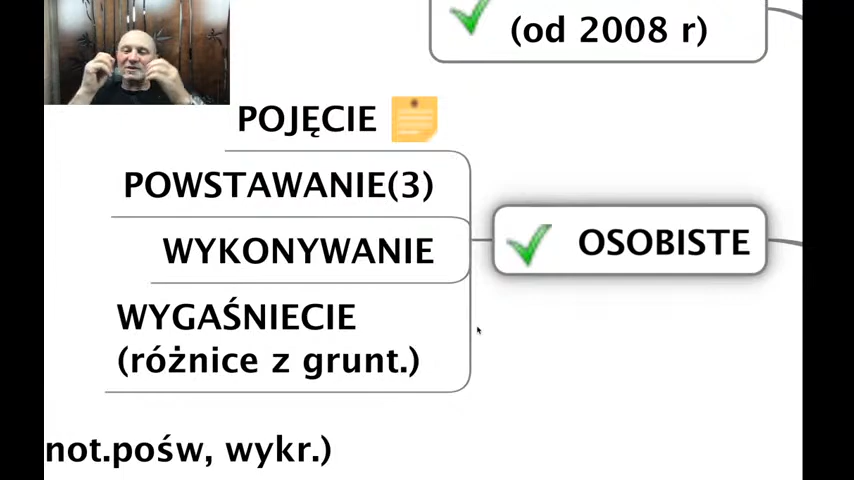 (od 2008 r)
POJĘCIE
POWSTAWANIE(3)
WYKONYWANIE
WYGAŚNIECIE
(różnice z grunt.)
OSOBISTE
not.pośw, wykr.)